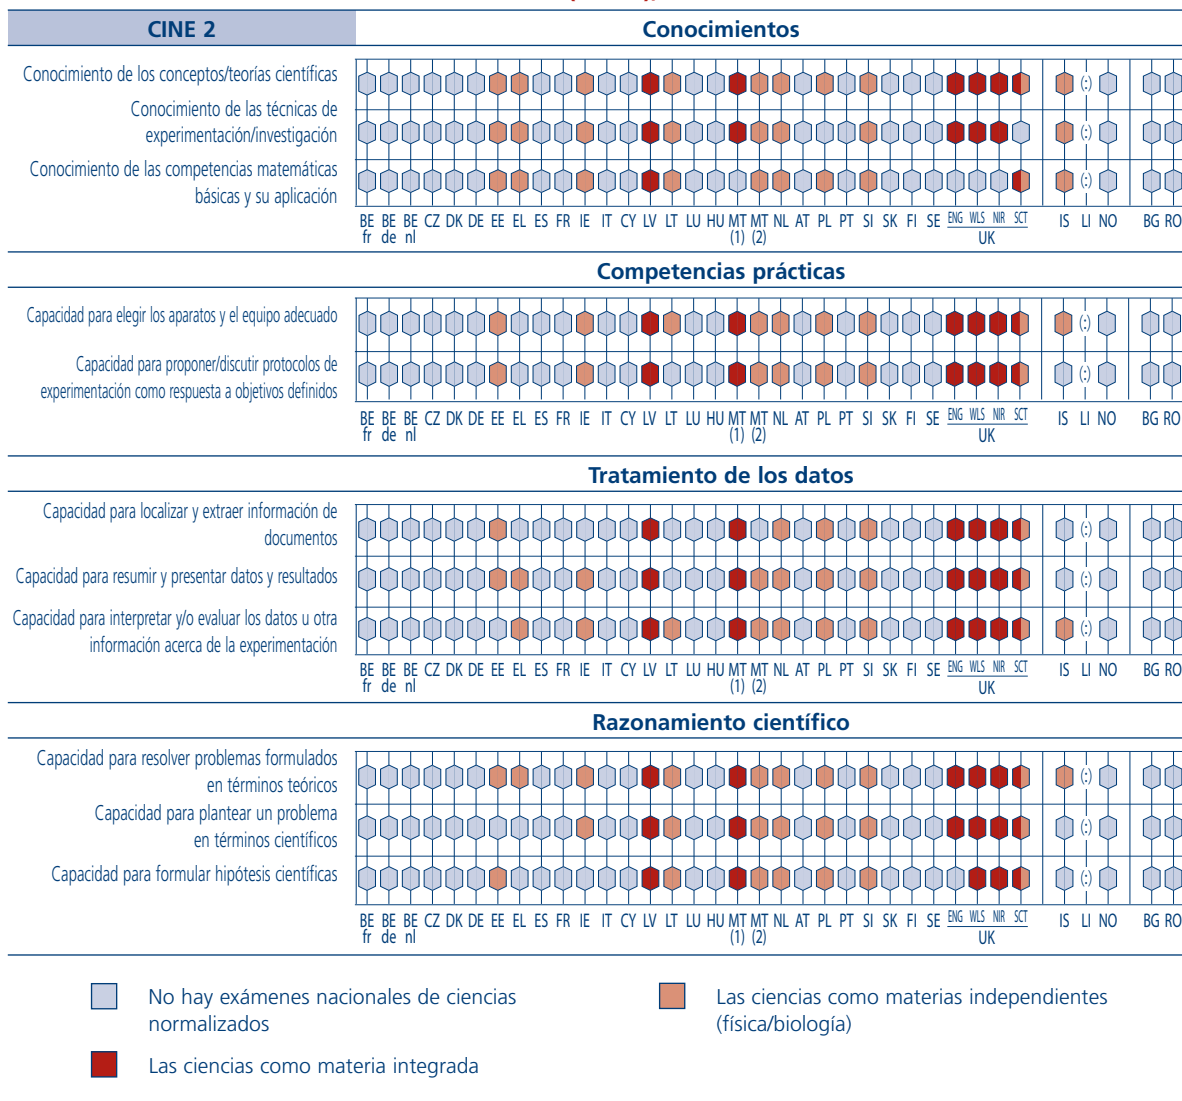 CINE 2
Conocimientos
Conocimiento de los conceptos/teorías científicas
(:)
Conocimiento de las técnicas de
experimentación/investigación
(:)
Conocimiento de las competencias matemáticas
básicas y su aplicación
(:)
BE BE BE CZ DK DE EE EL ES FR IE IT CY LV LT LU HU MT MT NL AT PL PT SI SK FI SE ENG WLS NIR SCT IS LI NO BG RO
fr de nl (1) (2) UK
Competencias prácticas
Capacidad para elegir los aparatos y el equipo adecuado
(:)
Capacidad para proponer/discutir protocolos de
experimentación como respuesta a objetivos definidos
(:)
BE BE BE CZ DK DE EE EL ES FR IE IT CY LV LT LU HU MT MT NL AT PL PT SI SK FI SE ENG WLS NIR SCT IS LI NO BG RO
fr de nl (1) (2) UK
Tratamiento de los datos
Capacidad para localizar y extraer información de
documentos
(:)
Capacidad para resumir y presentar datos y resultados
(:)
Capacidad para interpretar y/o evaluar los datos u otra
información acerca de la experimentación
(:)
BE BE BE CZ DK DE EE EL ES FR IE IT CY LV LT LU HU MT MT NL AT PL PT SI SK FI SE ENG WLS NIR SCT IS LI NO BG RO
fr de nl (1) (2) UK
Razonamiento científico
Capacidad para resolver problemas formulados
en términos teóricos
(:)
Capacidad para plantear un problema
en términos científicos
(:)
Capacidad para formular hipótesis científicas
(:)
BE BE BE CZ DK DE EE EL ES FR IE IT CY LV LT LU HU MT MT NL AT PL PT SI SK FI SE ENG WLS NIR SCT IS LI NO BG RO
fr de nl (1) (2) UK
No hay exámenes nacionales de ciencias
normalizados
Las ciencias como materias independientes
(física/biología)
Las ciencias como materia integrada